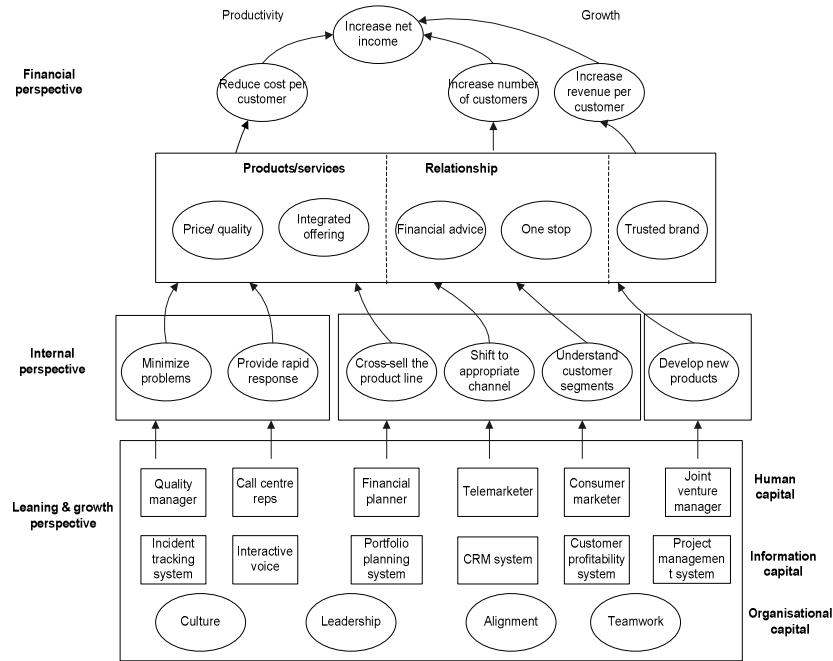 Productivity
Growth
Increase net
income
Financial
perspective
Reduce cost per
customer
Increase number
of customers
Increase
revenue per
customer
Products/services
Relationship
Price/ quality
Integrated
offering
Financial advice
One stop
Trusted brand
Internal
perspective
Minimize
problems
Provide rapid
response
Cross-sell the
product line
Shift to
appropriate
channel
Understand
customer
segments
Develop new
products
Leaning & growth
perspective
Quality
manager
Call centre
reps
Financial
planner
Telemarketer
Consumer
marketer
Joint
venture
manager
Human
capital
Incident
tracking
system
Interactive
voice
Portfolio
planning
system
CRM system
Customer
profitability
system
Project
managemen
t system
Information
capital
Culture
Leadership
Alignment
Teamwork
Organisational
capital